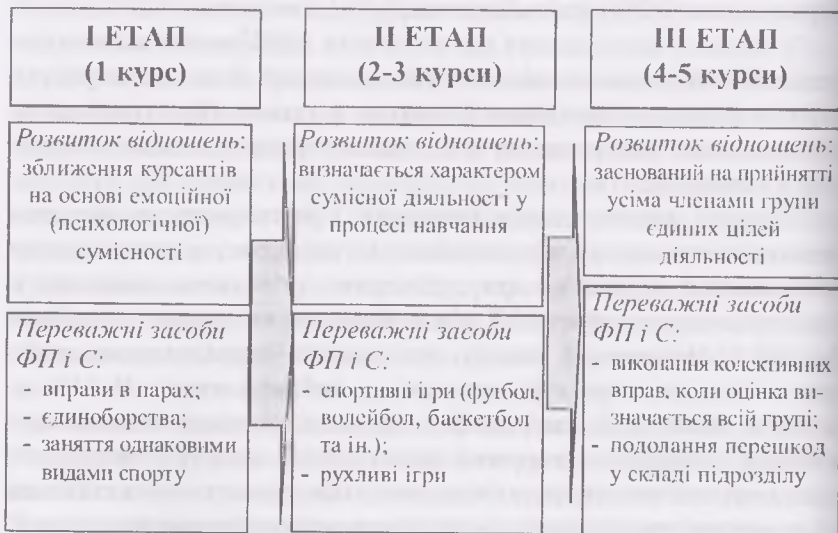 І ЕТАП
(1 курс)
ІІ ЕТАП
(2-3 курси)
ІІІ ЕТАП
(4-5 курси)
Розвиток відношень:
зближення курсантів
на основі емоційної
(психологічної)
сумісності
Розвиток відношень:
визначається характером
сумісної діяльності у
процесі навчання
Розвиток відношень:
заснований на прийнятті
усіма членами групи
єдиних цілей
діяльності
Переважні засоби
ФП і С:
- вправи в парах;
- єдиноборства;
- заняття однаковими
видами спорту
Переважні засоби
ФП і С:
- спортивні ігри (футбол,
волейбол, баскетбол
та ін.);
- рухливі ігри
Переважні засоби
ФП і С:
- виконання колективних
вправ, коли оцінка ви-
значається всій групі;
- подолання перешкод
у складі підрозділу